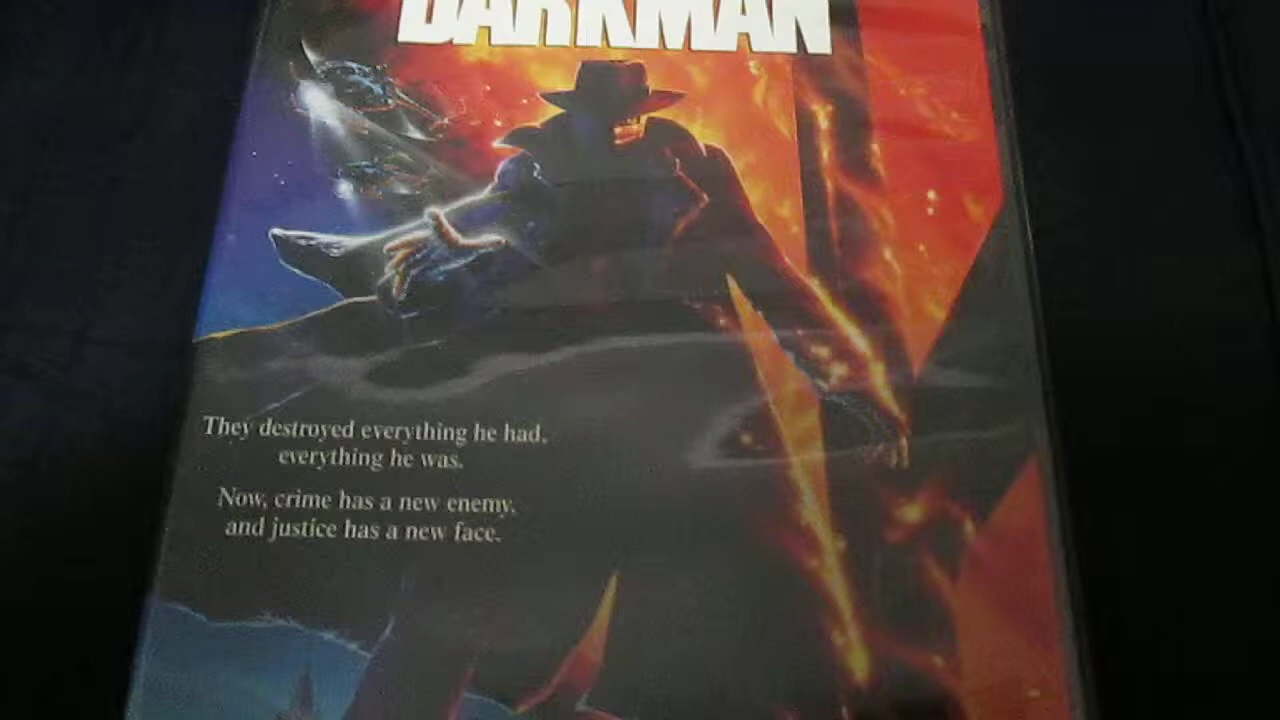 DARKMAN
They destroyed everything he had,
everything he was.
Now, crime has a new enemy,
and justice has a new face.